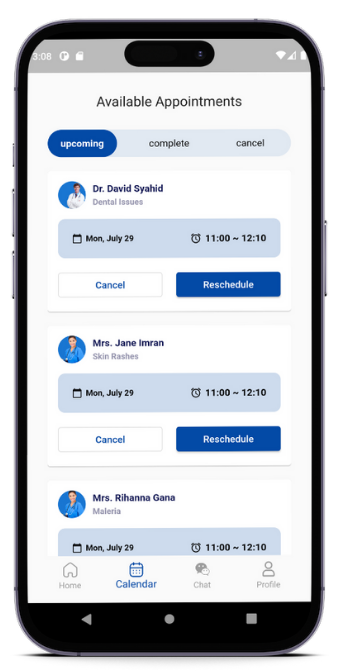 3:08
Available Appointments
upcoming complete cancel
Dr. David Syahid
Dental Issues
Mon, July 29 11:00 ~ 12:10
Cancel Reschedule
Mrs. Jane Imran
Skin Rashes
Mon, July 29 11:00 ~ 12:10
Cancel Reschedule
Mrs. Rihanna Gana
Maleria
Mon, July 29 11:00 ~ 12:10
Home Calendar Chat Profile